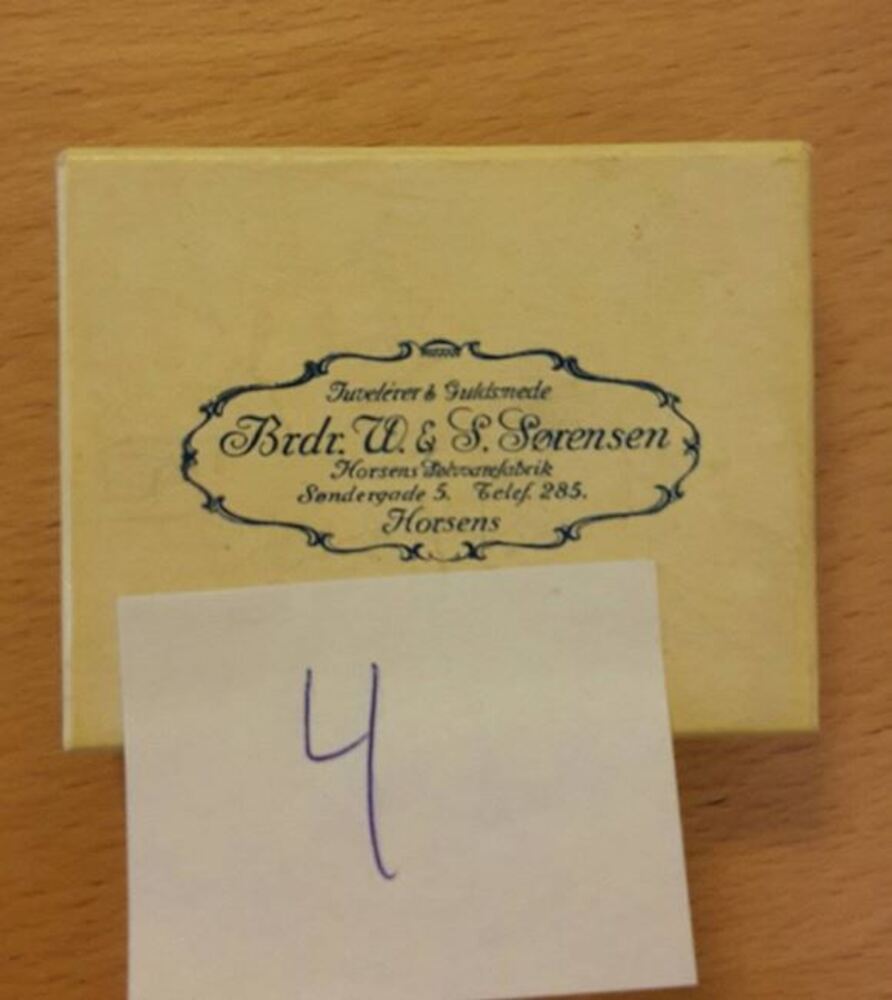 Juvelérer & Guldsmede
Brdr. W. & S. Sørensen
Horsens Sølvvarefabrik
Søndergade 5. Telef. 285.
Horsens
4